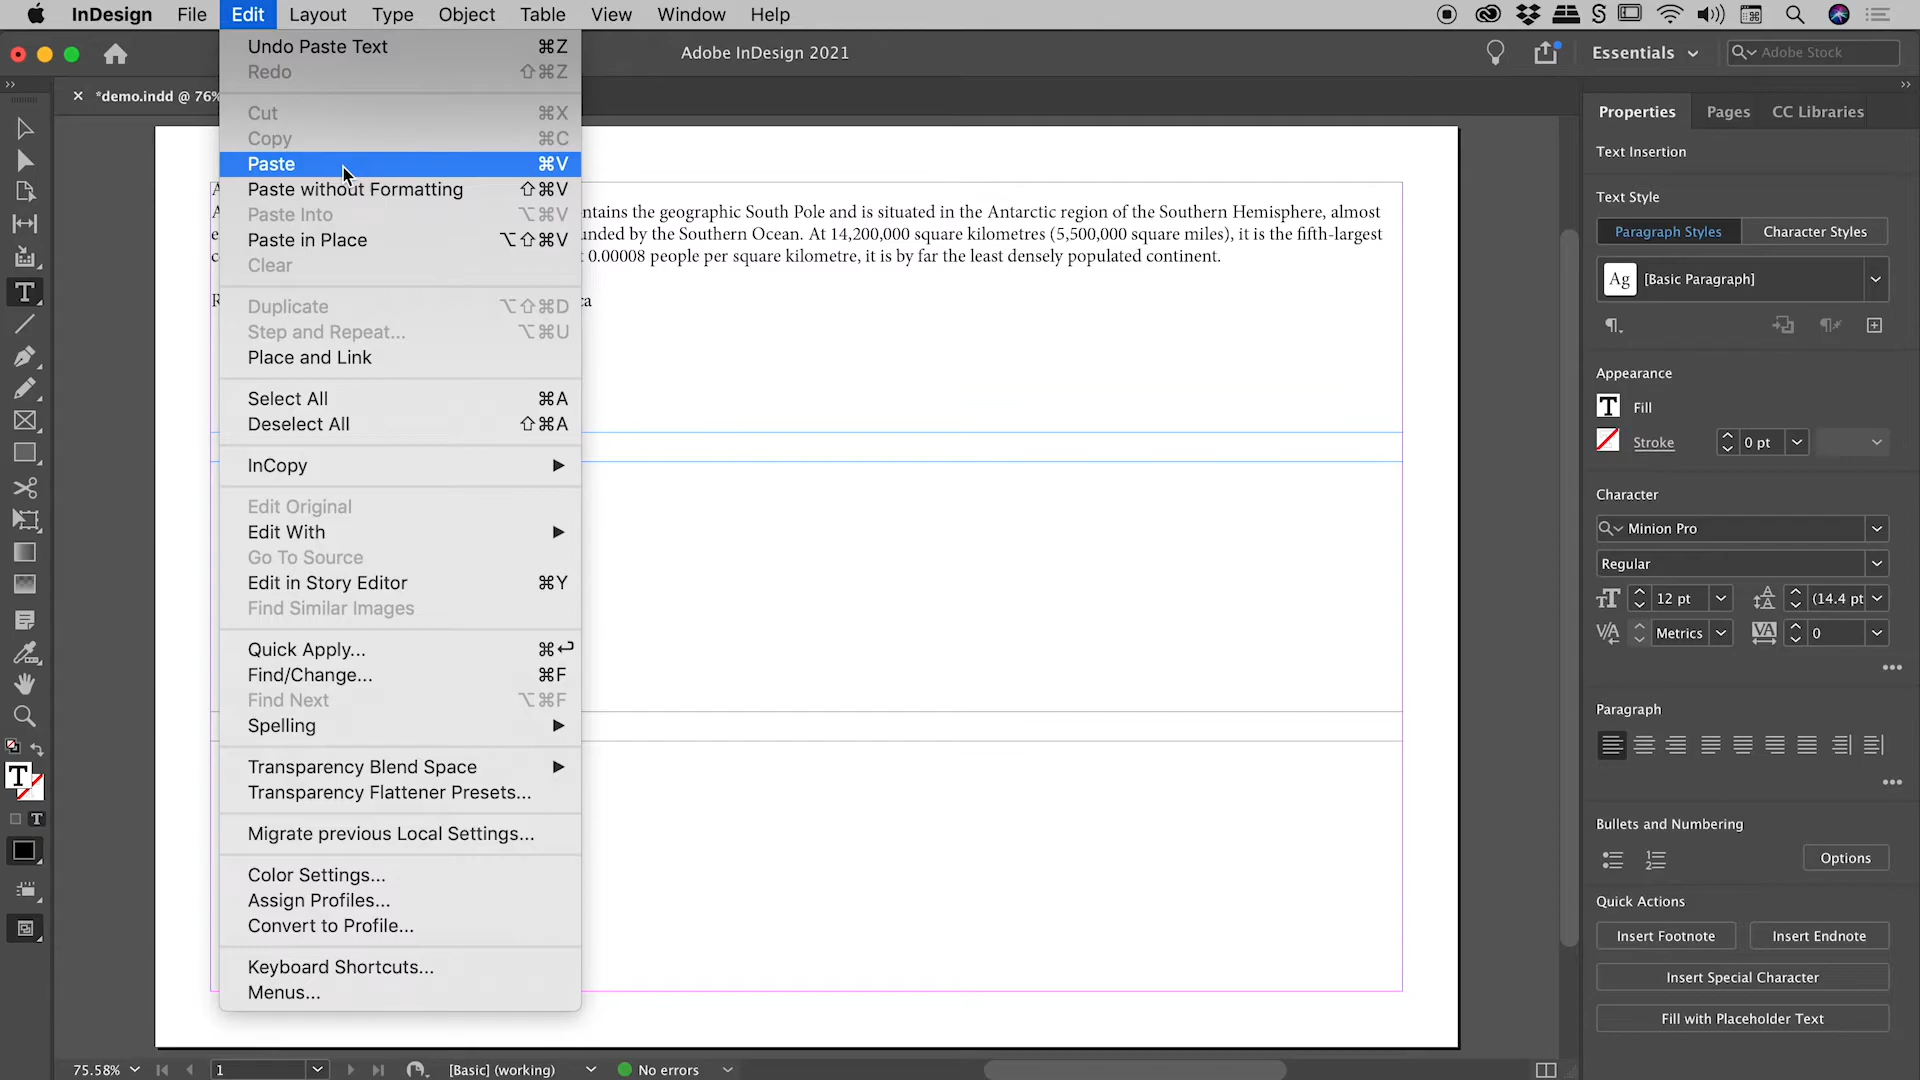 InDesign File Edit Layout Type Object Table View Window Help
Adobe InDesign 2021
Essentials
Adobe Stock
*demo.indd @ 76%
Undo Paste Text ⌘Z
Redo ⇧⌘Z
Cut ⌘X
Copy ⌘C
Paste ⌘V
Paste without Formatting ⇧⌘V
Paste Into ⌥⌘V
Paste in Place ⌥⇧⌘V
Clear
Duplicate ⌥⇧⌘D
Step and Repeat... ⌥⌘U
Place and Link
Select All ⌘A
Deselect All ⇧⌘A
InCopy
Edit Original
Edit With
Go To Source
Edit in Story Editor ⌘Y
Find Similar Images
Quick Apply... ⌘↩
Find/Change... ⌘F
Find Next ⌥⌘F
Spelling
Transparency Blend Space
Transparency Flattener Presets...
Migrate previous Local Settings...
Color Settings...
Assign Profiles...
Convert to Profile...
Keyboard Shortcuts...
Menus...
ntains the geographic South Pole and is situated in the Antarctic region of the Southern Hemisphere, almost
nded by the Southern Ocean. At 14,200,000 square kilometres (5,500,000 square miles), it is the fifth-largest
t 0.00008 people per square kilometre, it is by far the least densely populated continent.
Properties Pages CC Libraries
Text Insertion
Text Style
Paragraph Styles Character Styles
Ag [Basic Paragraph]
Appearance
Fill
Stroke 0 pt
Character
Minion Pro
Regular
12 pt (14.4 pt
Metrics 0
Paragraph
Bullets and Numbering
Options
Quick Actions
Insert Footnote Insert Endnote
Insert Special Character
Fill with Placeholder Text
75.58% 1 [Basic] (working) No errors